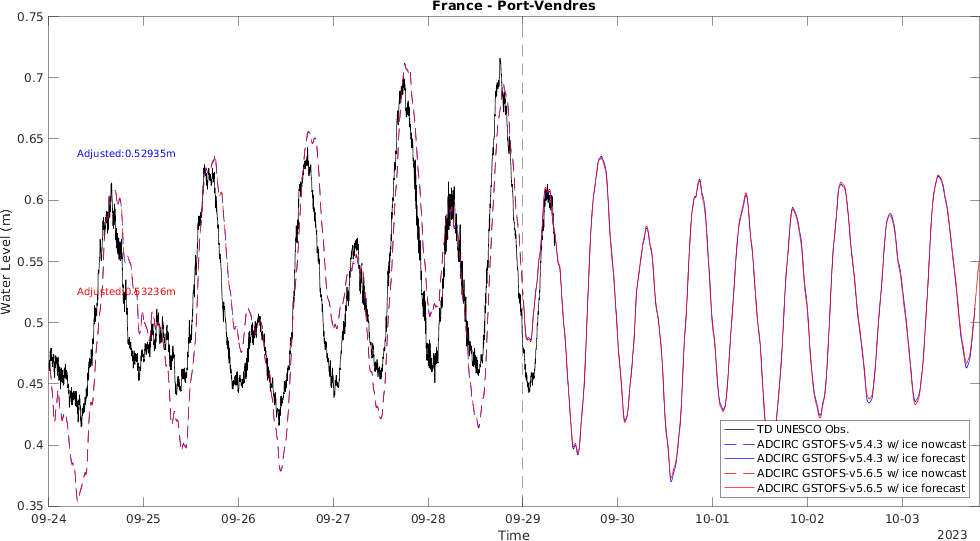 France - Port-Vendres
0.75
0.7
0.65
0.6
0.55
0.5
0.45
0.4
0.35
Water Level (m)
Adjusted:0.52935m
Adjusted:0.53236m
TD UNESCO Obs.
ADCIRC GSTOFS-v5.4.3 w/ ice nowcast
ADCIRC GSTOFS-v5.4.3 w/ ice forecast
ADCIRC GSTOFS-v5.6.5 w/ ice nowcast
ADCIRC GSTOFS-v5.6.5 w/ ice forecast
09-24 09-25 09-26 09-27 09-28 09-29 09-30 10-01 10-02 10-03
Time
2023